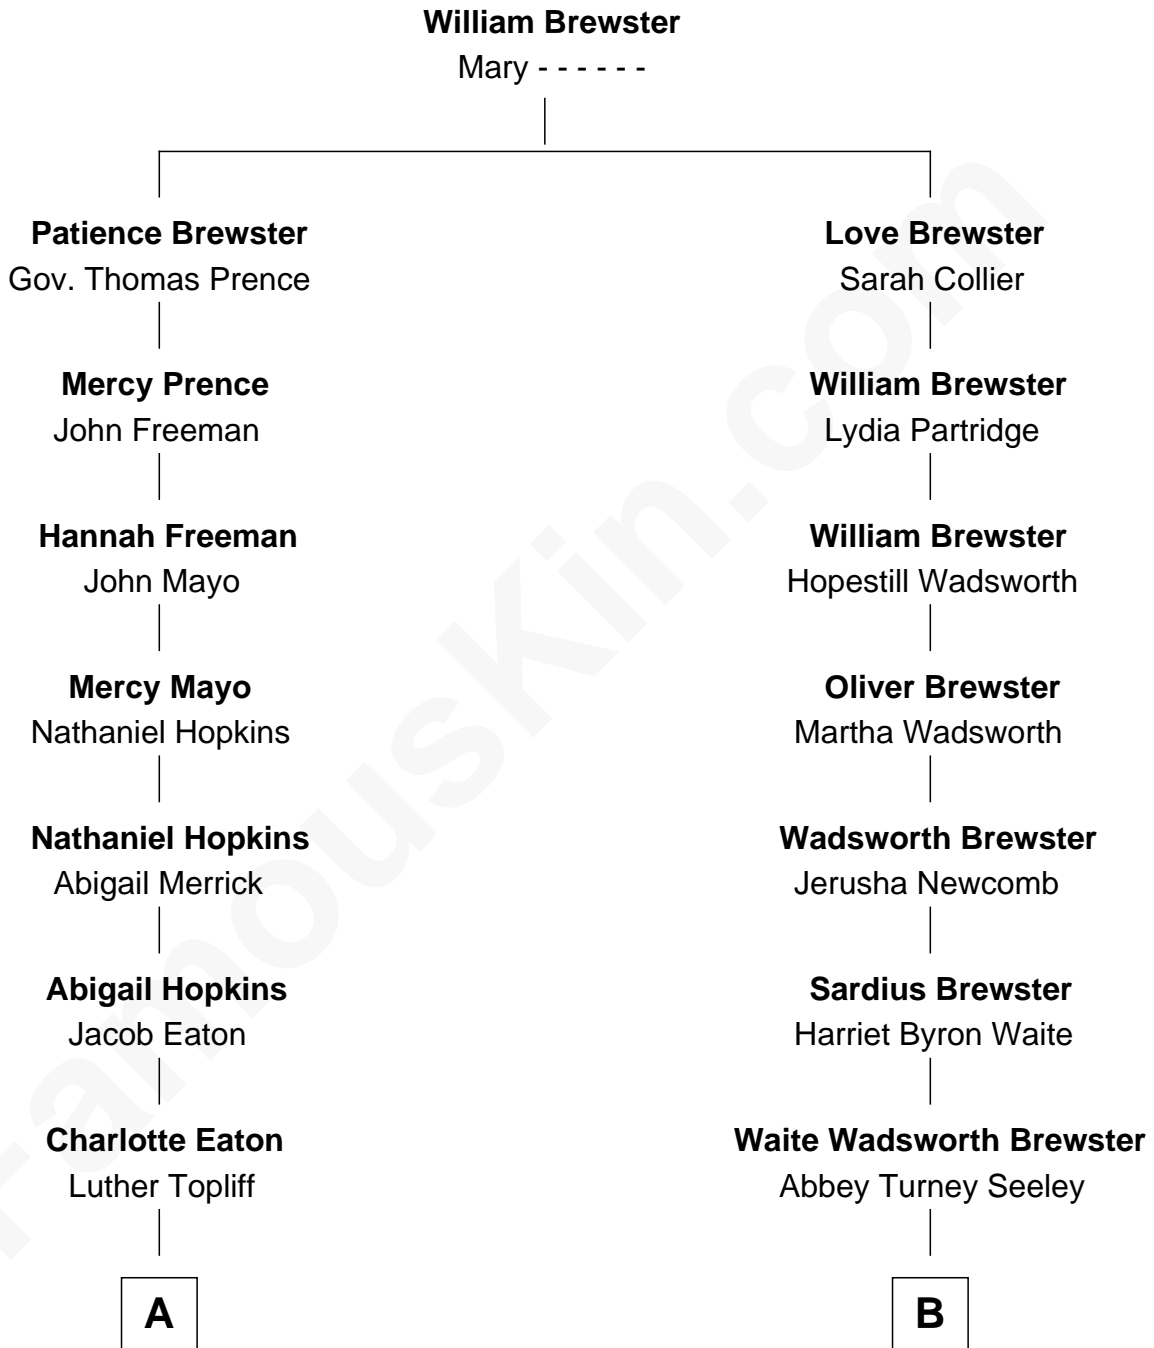 William Brewster
Mary - - - - - -
Patience Brewster
Gov. Thomas Prence
Love Brewster
Sarah Collier
Mercy Prence
John Freeman
William Brewster
Lydia Partridge
Hannah Freeman
John Mayo
William Brewster
Hopestill Wadsworth
Mercy Mayo
Nathaniel Hopkins
Oliver Brewster
Martha Wadsworth
Nathaniel Hopkins
Abigail Merrick
Wadsworth Brewster
Jerusha Newcomb
Abigail Hopkins
Jacob Eaton
Sardius Brewster
Harriet Byron Waite
Charlotte Eaton
Luther Topliff
Waite Wadsworth Brewster
Abbey Turney Seeley
A
B
FamousKin.com